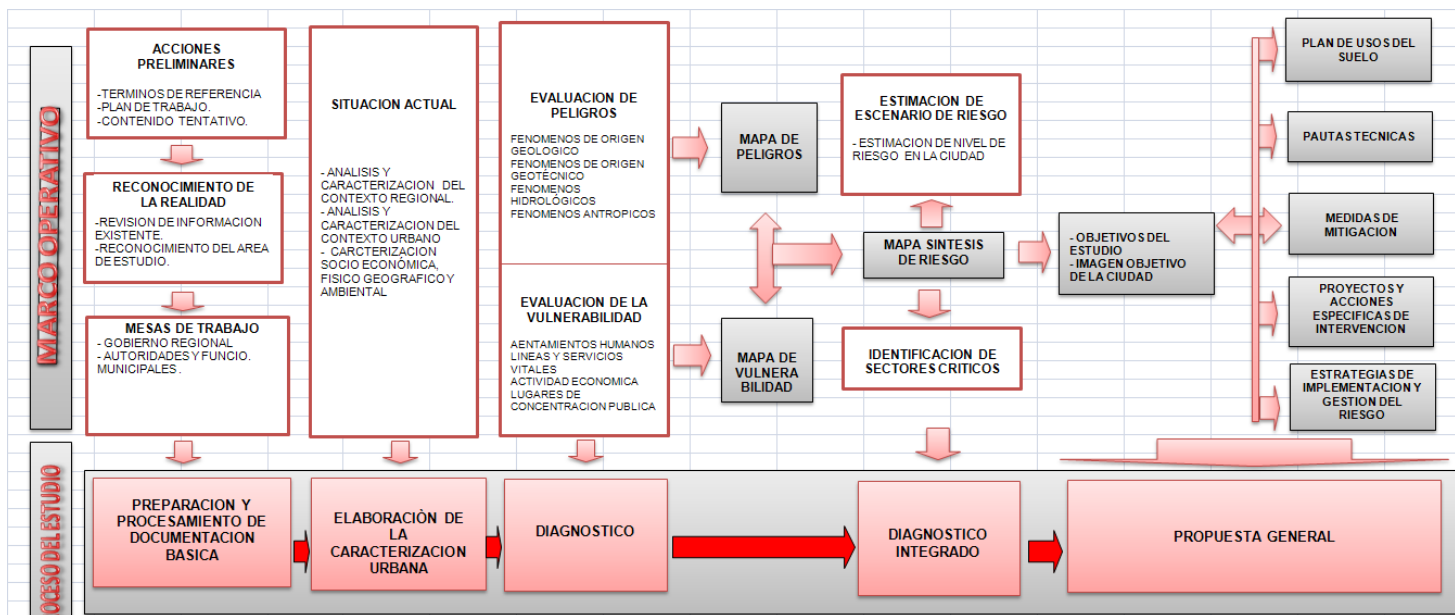 MARCO OPERATIVO
ACCIONES
PRELIMINARES
-TERMINOS DE REFERENCIA
-PLAN DE TRABAJO.
-CONTENIDO TENTATIVO.
RECONOCIMIENTO DE
LA REALIDAD
-REVISION DE INFORMACION
EXISTENTE.
-RECONOCIMIENTO DEL AREA
DE ESTUDIO.
MESAS DE TRABAJO
- GOBIERNO REGIONAL
- AUTORIDADES Y FUNCIO.
MUNICIPALES .
SITUACION ACTUAL
- ANALISIS Y
CARACTERIZACION DEL
CONTEXTO REGIONAL.
- ANALISIS Y
CARACTERIZACION DEL
CONTEXTO URBANO
- CARCTERIZACION
SOCIO ECONÒMICA,
FISICO GEOGRAFICO Y
AMBIENTAL
EVALUACION DE
PELIGROS
FENOMENOS DE ORIGEN
GEOLOGICO
FENOMENOS DE ORIGEN
GEOTÉCNICO
FENOMENOS
HIDROLÓGICOS
FENOMENOS ANTROPICOS
EVALUACION DE LA
VULNERABILIDAD
AENTAMIENTOS HUMANOS
LINEAS Y SERVICIOS
VITALES
ACTIVIDAD ECONOMICA
LUGARES DE
CONCENTRACION PUBLICA
MAPA DE
PELIGROS
MAPA DE
VULNERA
BILIDAD
ESTIMACION DE
ESCENARIO DE RIESGO
- ESTIMACION DE NIVEL DE
RIESGO EN LA CIUDAD
MAPA SINTESIS
DE RIESGO
IDENTIFICACION DE
SECTORES CRITICOS
- OBJETIVOS DEL
ESTUDIO
- IMAGEN OBJETIVO
DE LA CIUDAD
PLAN DE USOS DEL
SUELO
PAUTAS TECNICAS
MEDIDAS DE
MITIGACION
PROYECTOS Y
ACCIONES
ESPECIFICAS DE
INTERVENCION
ESTRATEGIAS DE
IMPLEMENTACION Y
GESTION DEL
RIESGO
OCESO DEL ESTUDIO
PREPARACION Y
PROCESAMIENTO DE
DOCUMENTACION
BASICA
ELABORACIÒN DE
LA
CARACTERIZACION
URBANA
DIAGNOSTICO
DIAGNOSTICO
INTEGRADO
PROPUESTA GENERAL